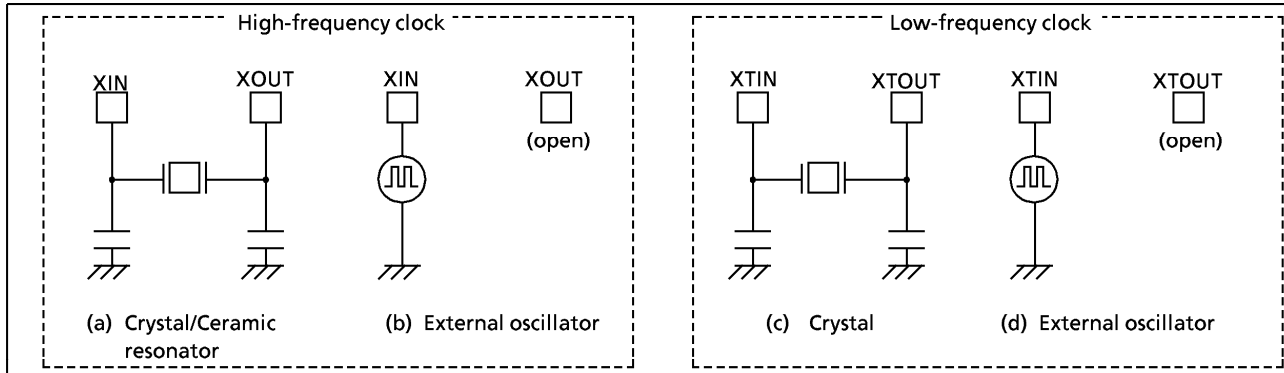 High-frequency clock
XIN
XOUT
XIN
XOUT
(open)
(a) Crystal/Ceramic
resonator
(b) External oscillator
Low-frequency clock
XTIN
XTOUT
XTIN
XTOUT
(open)
(c) Crystal
(d) External oscillator